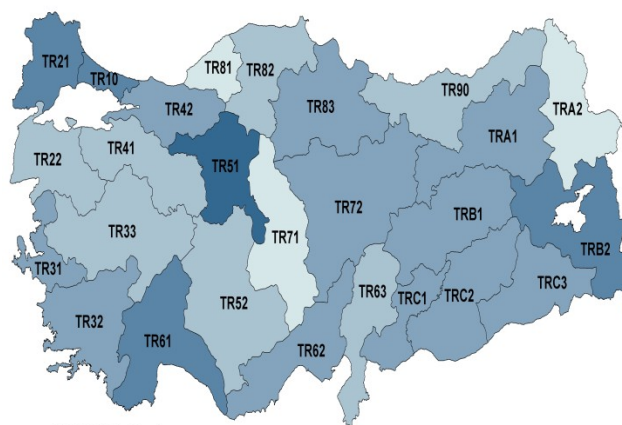 TR21
TR10
TR81
TR82
TR42
TR83
TR90
TRA2
TRA1
TR51
TR22
TR41
TR72
TRB1
TR33
TR71
TRB2
TR31
TR52
TR63
TRC1
TRC2
TRC3
TR32
TR61
TR62